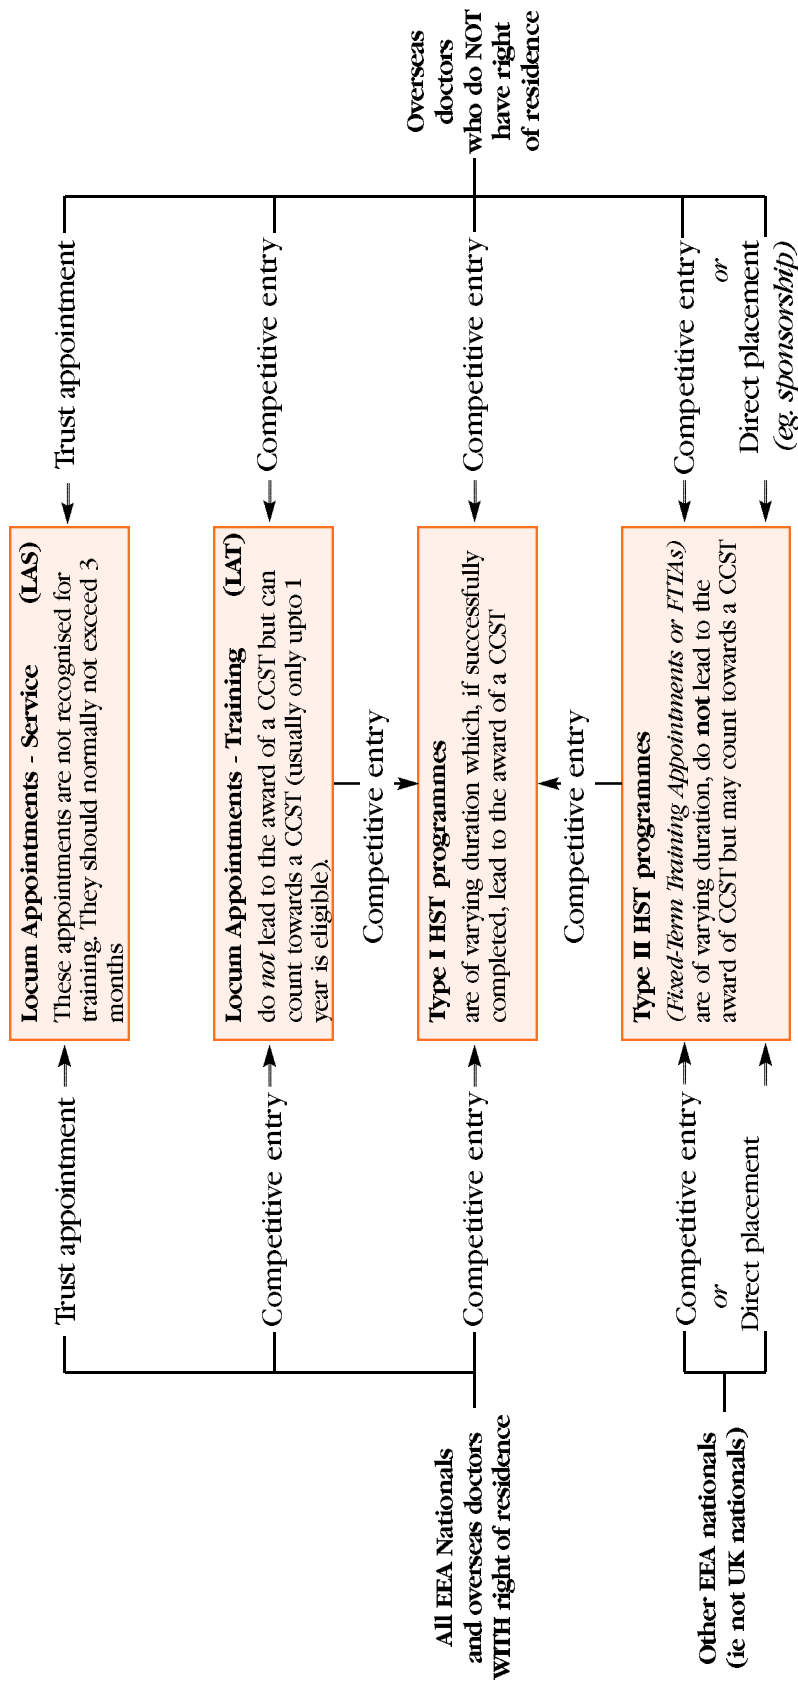 All EEA Nationals
and overseas doctors
WITH right of residence
Other EEA nationals
(ie not UK nationals)
Trust appointment
Competitive entry
Competitive entry
Competitive entry
or
Direct placement
Locum Appointments - Service (LAS)
These appointments are not recognised for
training. They should normally not exceed 3
months
Locum Appointments - Training (LAT)
do not lead to the award of a CCST but can
count towards a CCST (usually only upto 1
year is eligible).
Competitive entry
Type I HST programmes
are of varying duration which, if successfully
completed, lead to the award of a CCST
Competitive entry
Type II HST programmes
(Fixed-Term Training Appointments or FTTAs)
are of varying duration, do not lead to the
award of CCST but may count towards a CCST
Trust appointment
Competitive entry
Competitive entry
Competitive entry
or
Direct placement
(eg. sponsorship)
Overseas
doctors
who do NOT
have right
of residence